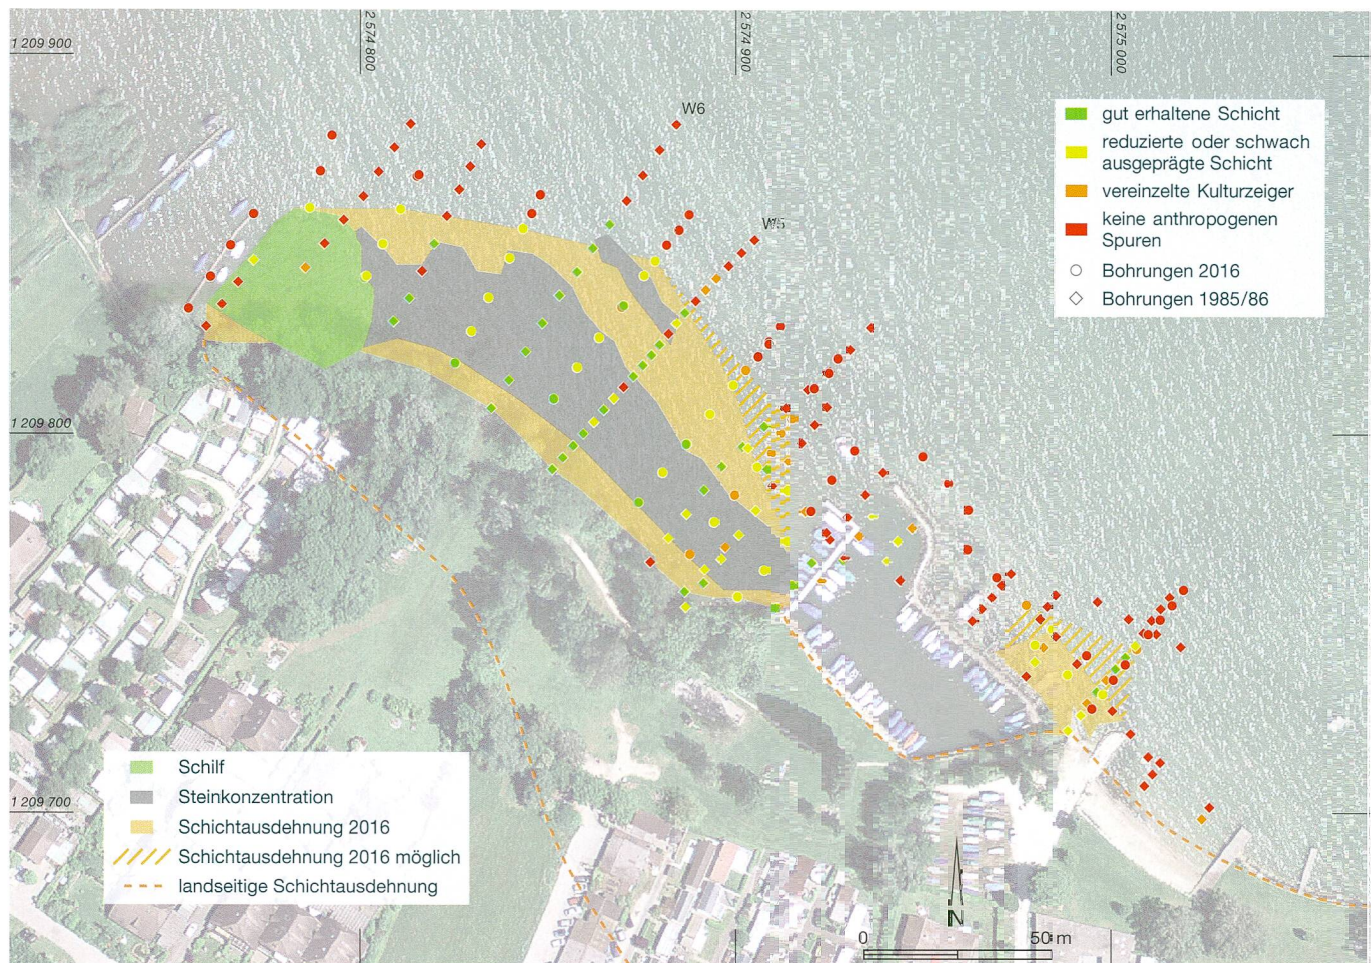 2 574 800
2 574 900
2 575 000
1 209 900
W6
gut erhaltene Schicht
reduzierte oder schwach
ausgeprägte Schicht
vereinzelte Kulturzeiger
keine anthropogenen
Spuren
Bohrungen 2016
Bohrungen 1985/86
W5
1 209 800
Schilf
Steinkonzentration
Schichtausdehnung 2016
Schichtausdehnung 2016 möglich
landseitige Schichtausdehnung
1 209 700
N
0 50 m